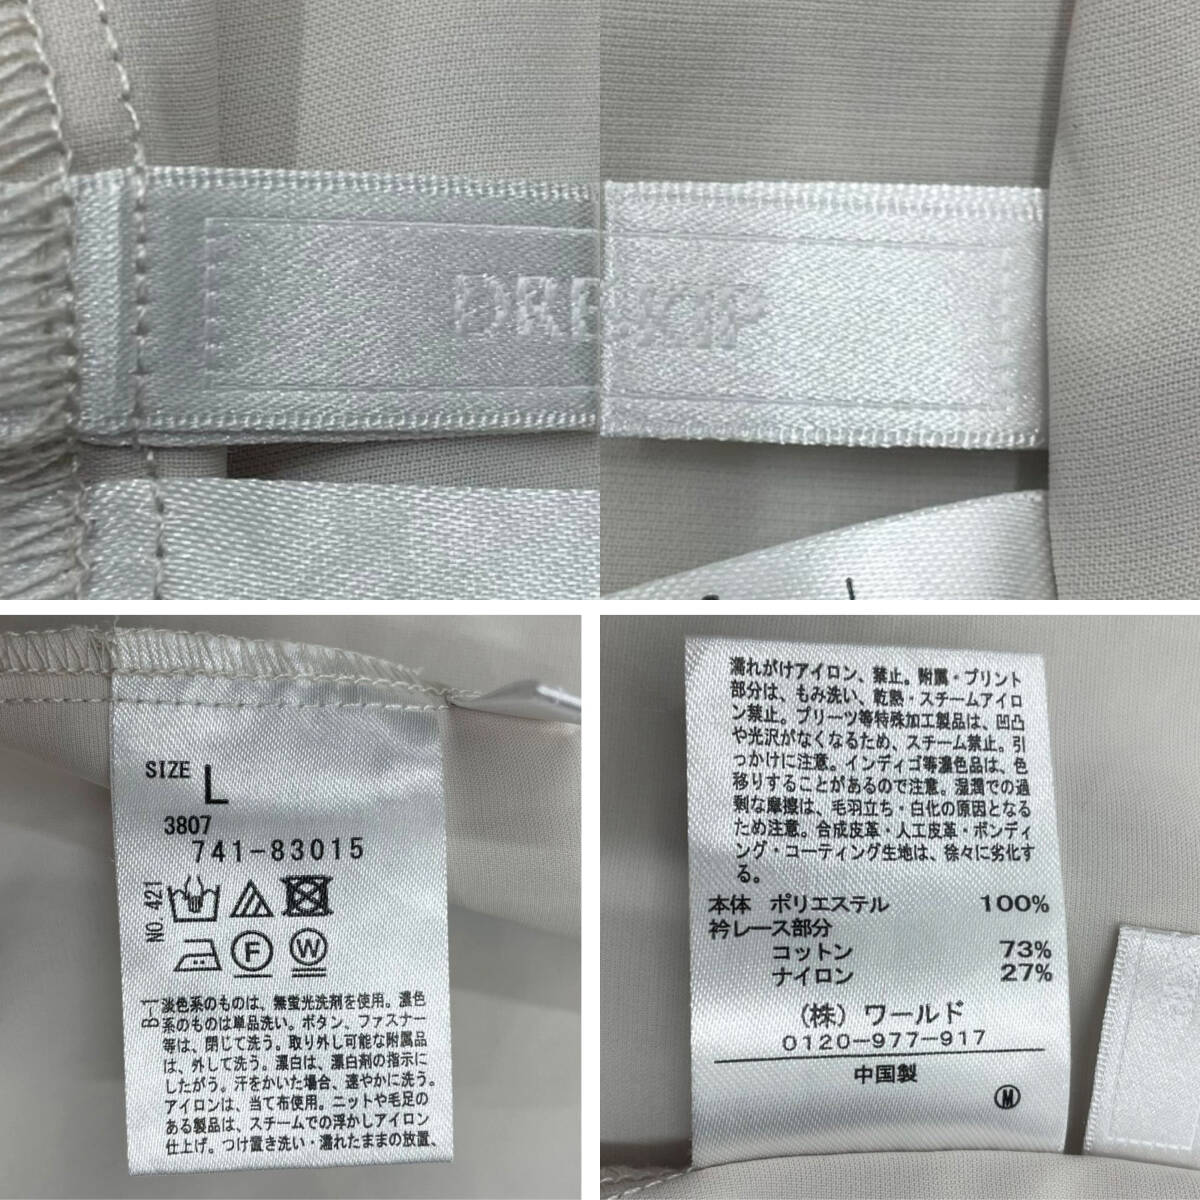 DRE
KIP
SIZE L
3807
741-83015
NO.421
F
W
B-1
淡色系のものは、無蛍光洗剤を使用。濃色
系のものは単品洗い。ボタン、ファスナー
等は、閉じて洗う。取り外し可能な附属品
は、外して洗う。漂白は、漂白剤の指示に
したがう。汗をかいた場合、速やかに洗う。
アイロンは、当て布使用。ニットや毛足の
ある製品は、スチームでの浮かしアイロン
仕上げ。つけ置き洗い・濡れたままの放置、
濡れがけアイロン、禁止。附属・プリント
部分は、もみ洗い、乾熱・スチームアイロ
ン禁止。プリーツ等特殊加工製品は、凹凸
や光沢がなくなるため、スチーム禁止。引
っかけに注意。インディゴ等濃色品は、色
移りすることがあるので注意。湿潤での過
剰な摩擦は、毛羽立ち・白化の原因となる
ため注意。合成皮革・人工皮革・ボンディ
ング・コーティング生地は、徐々に劣化す
る。
本体 ポリエステル 100%
衿レース部分
コットン 73%
ナイロン 27%
(株) ワールド
0120-977-917
中国製
M